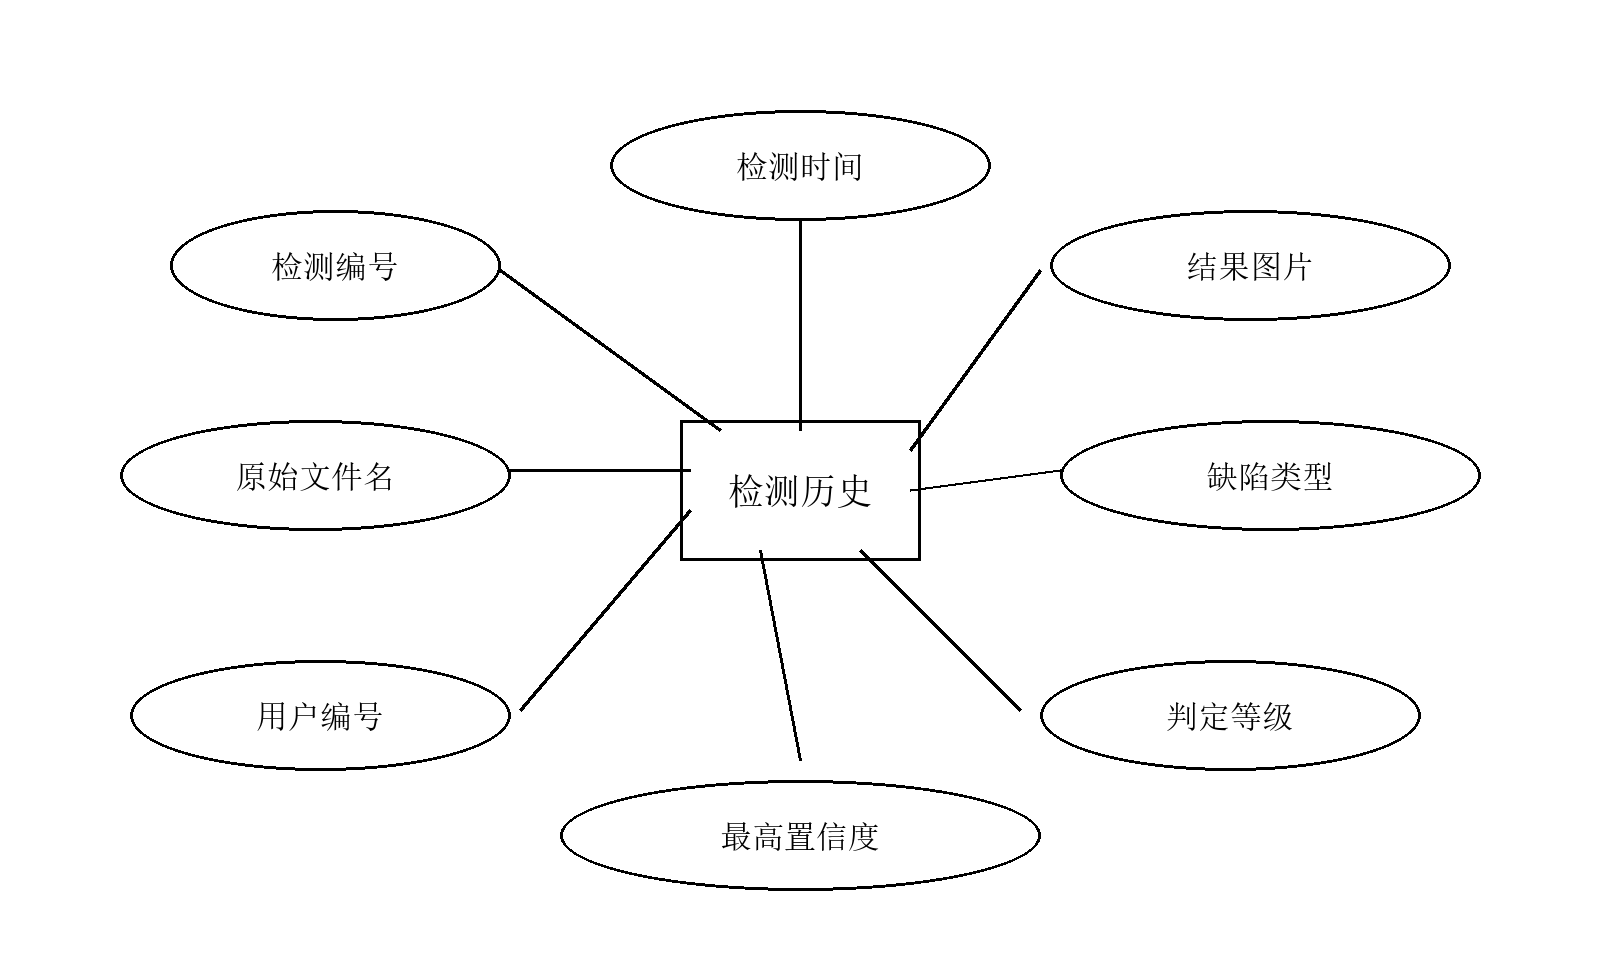 检测时间
检测编号
结果图片
原始文件名
检测历史
缺陷类型
用户编号
判定等级
最高置信度